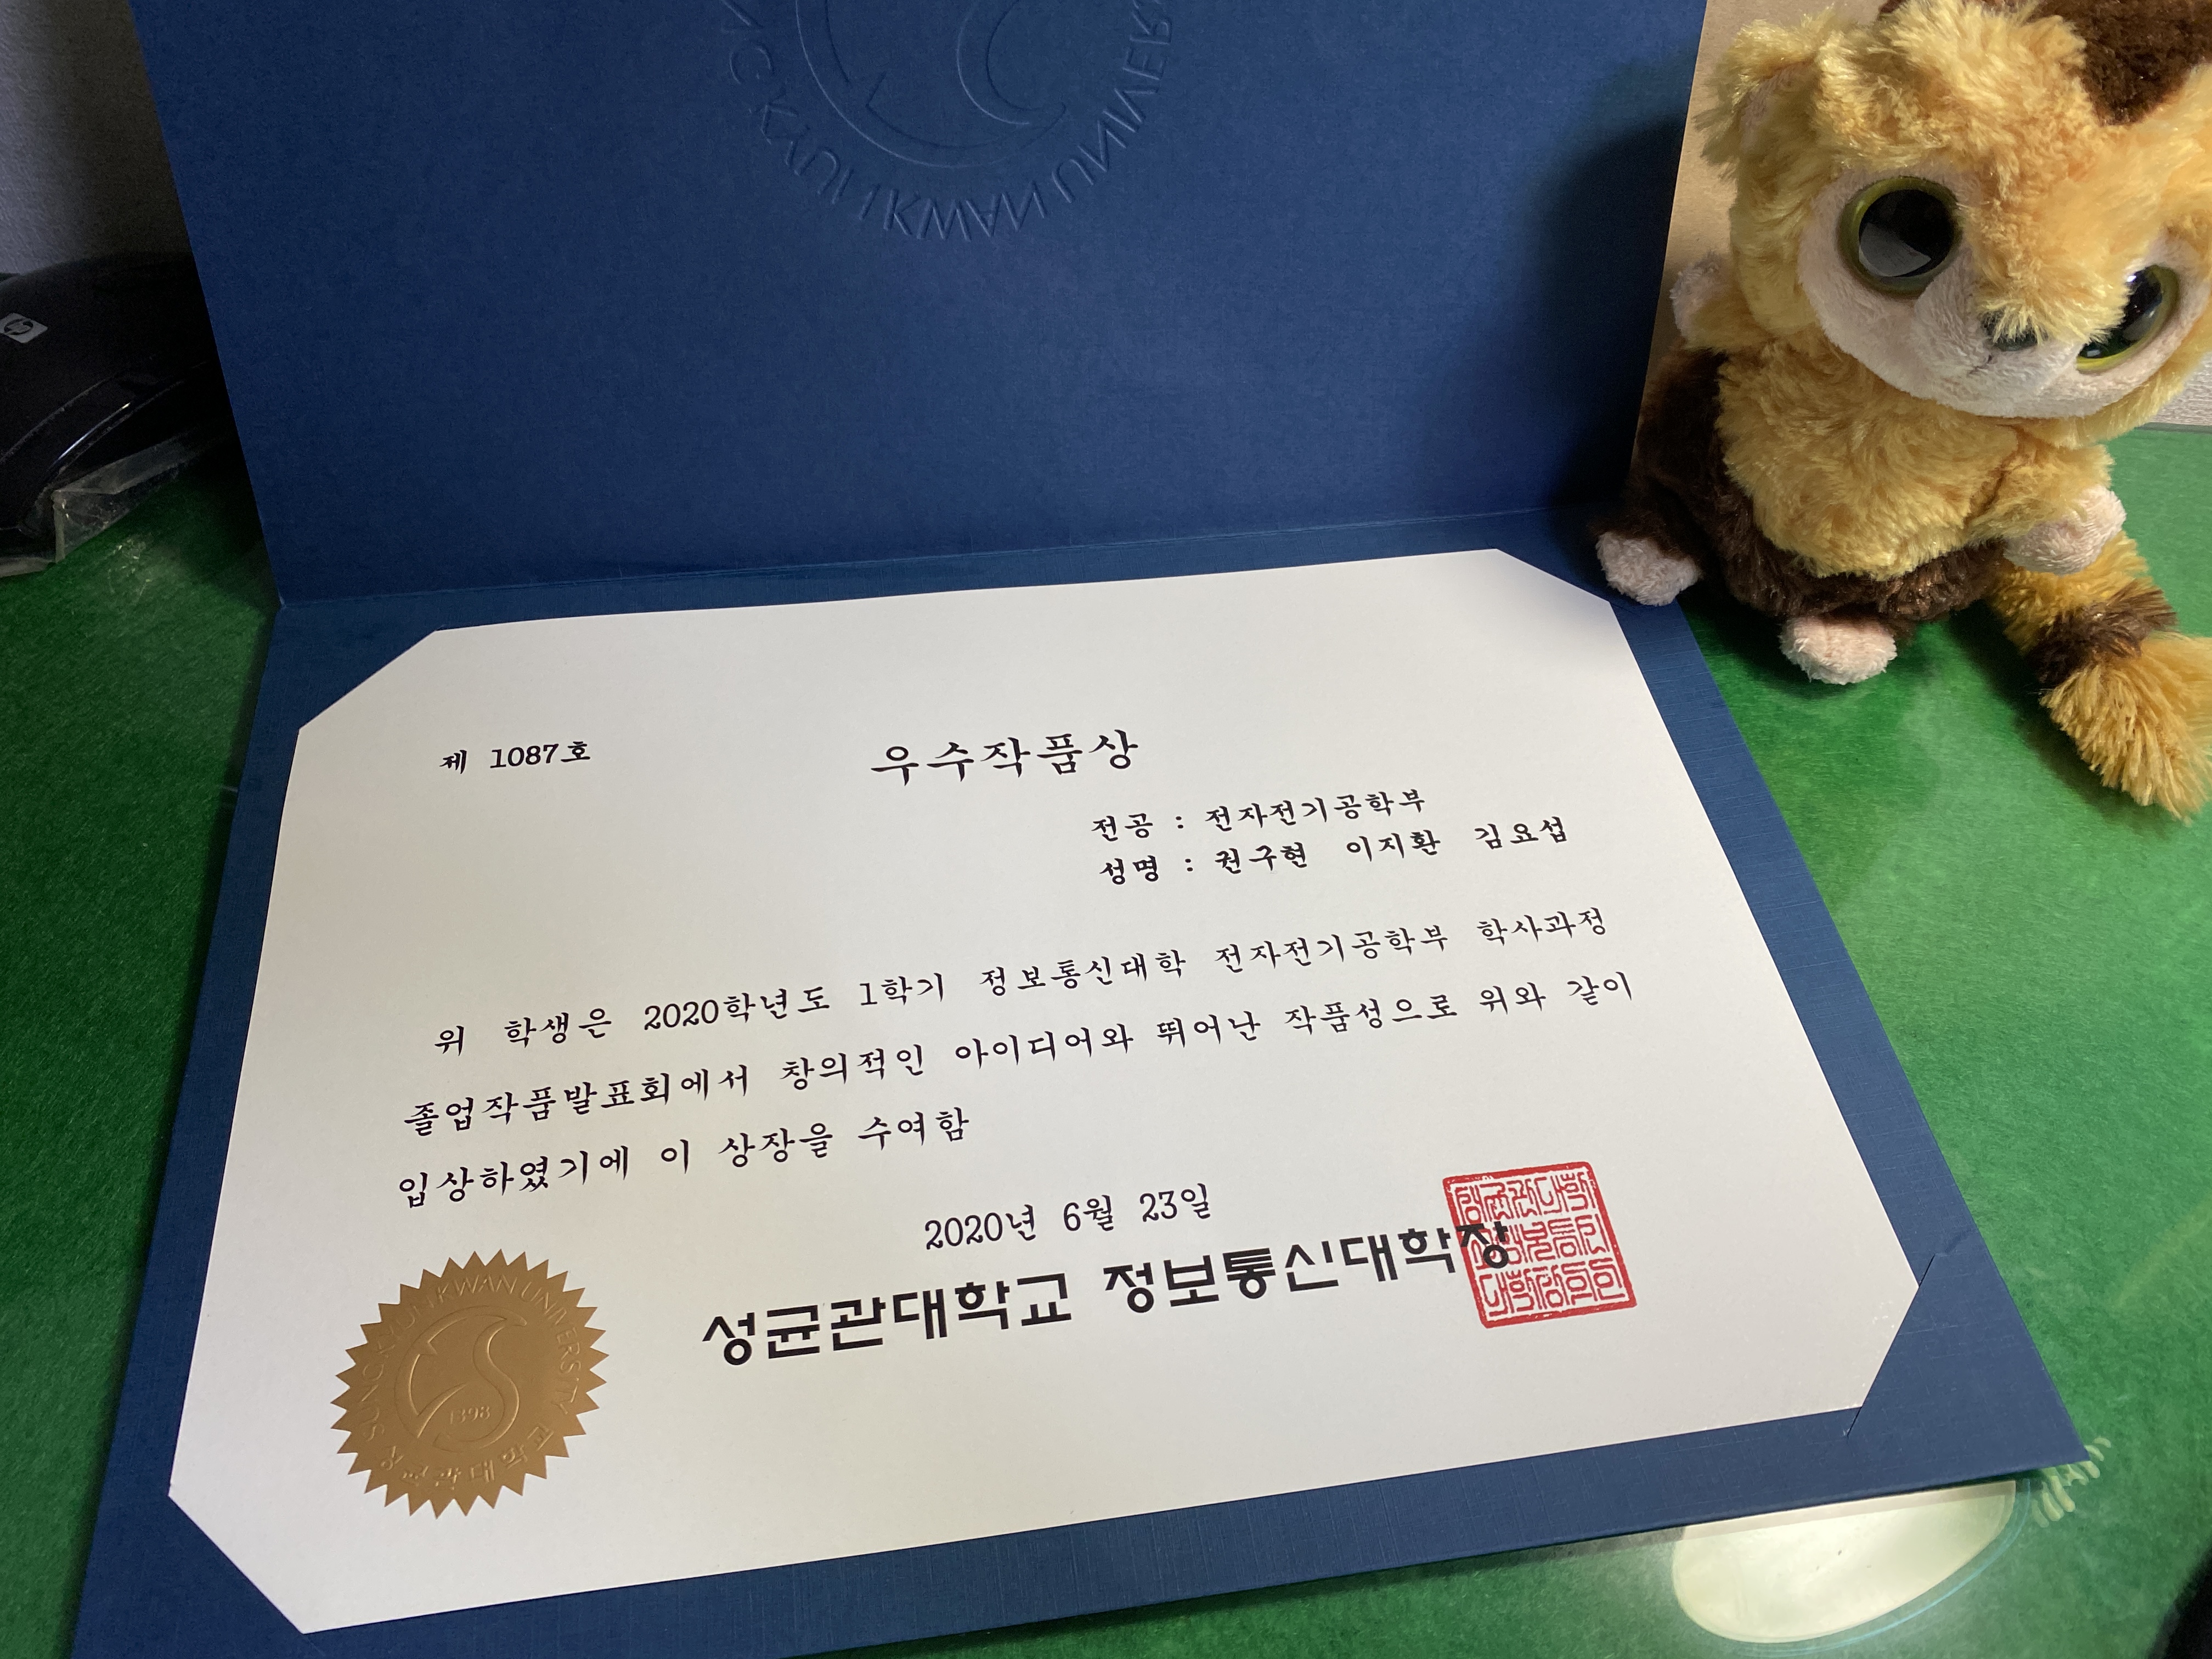 제 1087호
우수작품상
전공 : 전자전기공학부
성명 : 권구현 이지환 김요섭
위 학생은 2020학년도 1학기 정보통신대학 전자전기공학부 학사과정
졸업작품발표회에서 창의적인 아이디어와 뛰어난 작품성으로 위와 같이
입상하였기에 이 상장을 수여함
2020년 6월 23일
성균관대학교 정보통신대학장
SUNGKYUNKWAN UNIVERSITY
1398
성균관대학교
KYUNKWAN UNIVER
hp